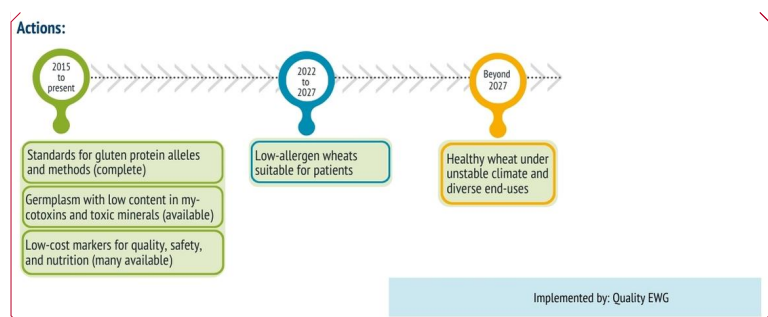 Actions:
2015
to
present
2022
to
2027
Beyond
2027
Standards for gluten protein alleles
and methods (complete)
Germplasm with low content in my-
cotoxins and toxic minerals (available)
Low-cost markers for quality, safety,
and nutrition (many available)
Low-allergen wheats
suitable for patients
Healthy wheat under
unstable climate and
diverse end-uses
Implemented by: Quality EWG